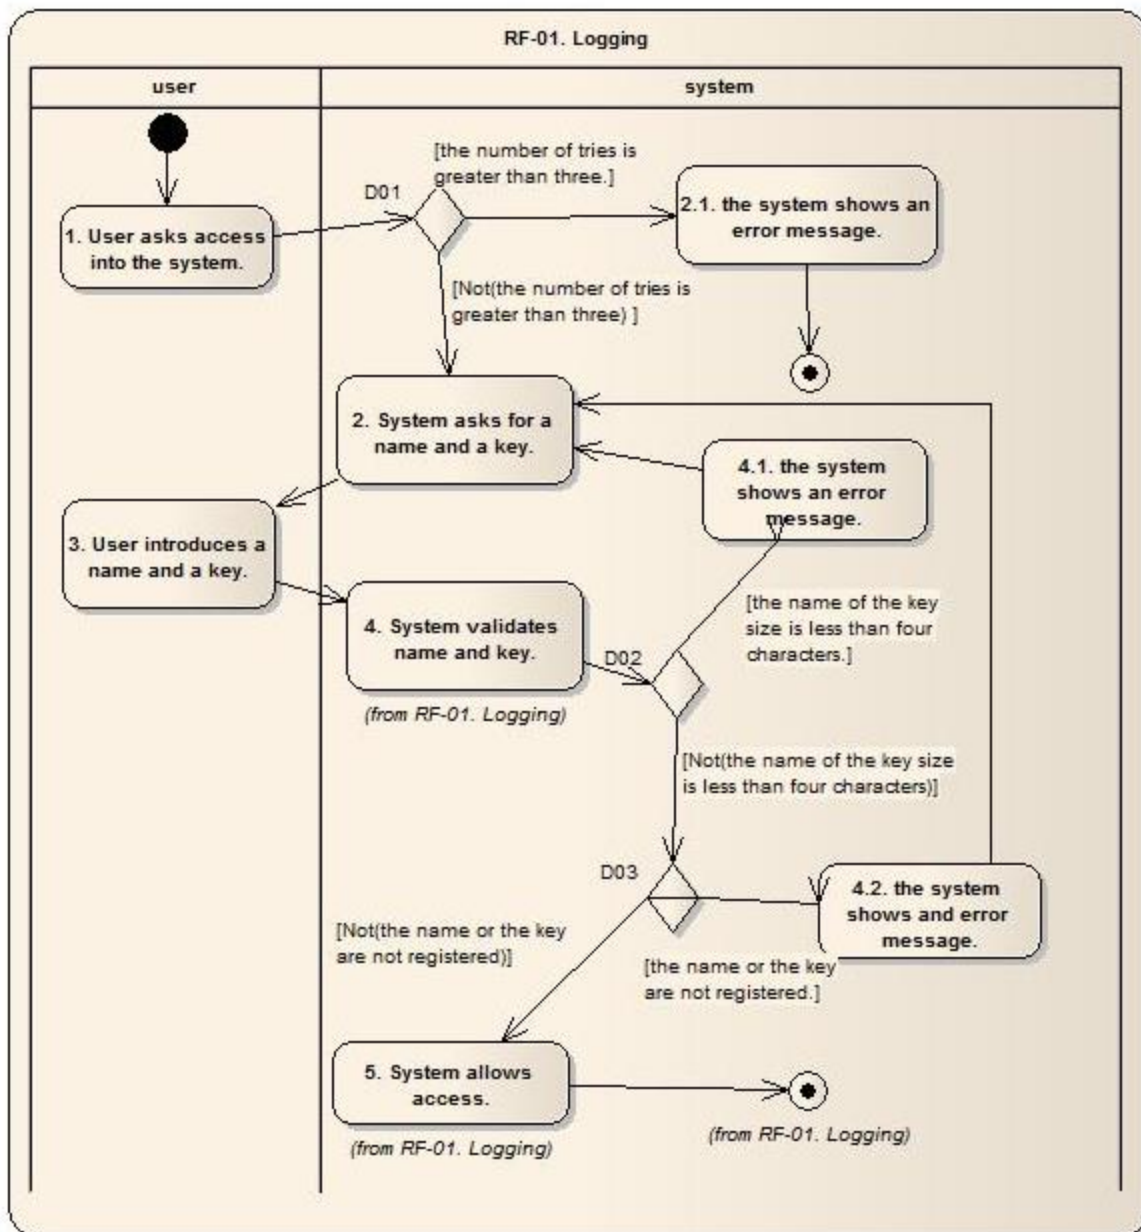 RF-01. Logging
user
system
[the number of tries is
greater than three.]
D01
2.1. the system shows an
error message.
1. User asks access
into the system.
[Not(the number of tries is
greater than three) ]
2. System asks for a
name and a key.
4.1. the system
shows an error
message.
3. User introduces a
name and a key.
4. System validates
name and key.
(from RF-01. Logging)
D02
[the name of the key
size is less than four
characters.]
[Not(the name of the key size
is less than four characters)]
D03
4.2. the system
shows and error
message.
[Not(the name or the key
are not registered)]
[the name or the key
are not registered.]
5. System allows
access.
(from RF-01. Logging)
(from RF-01. Logging)